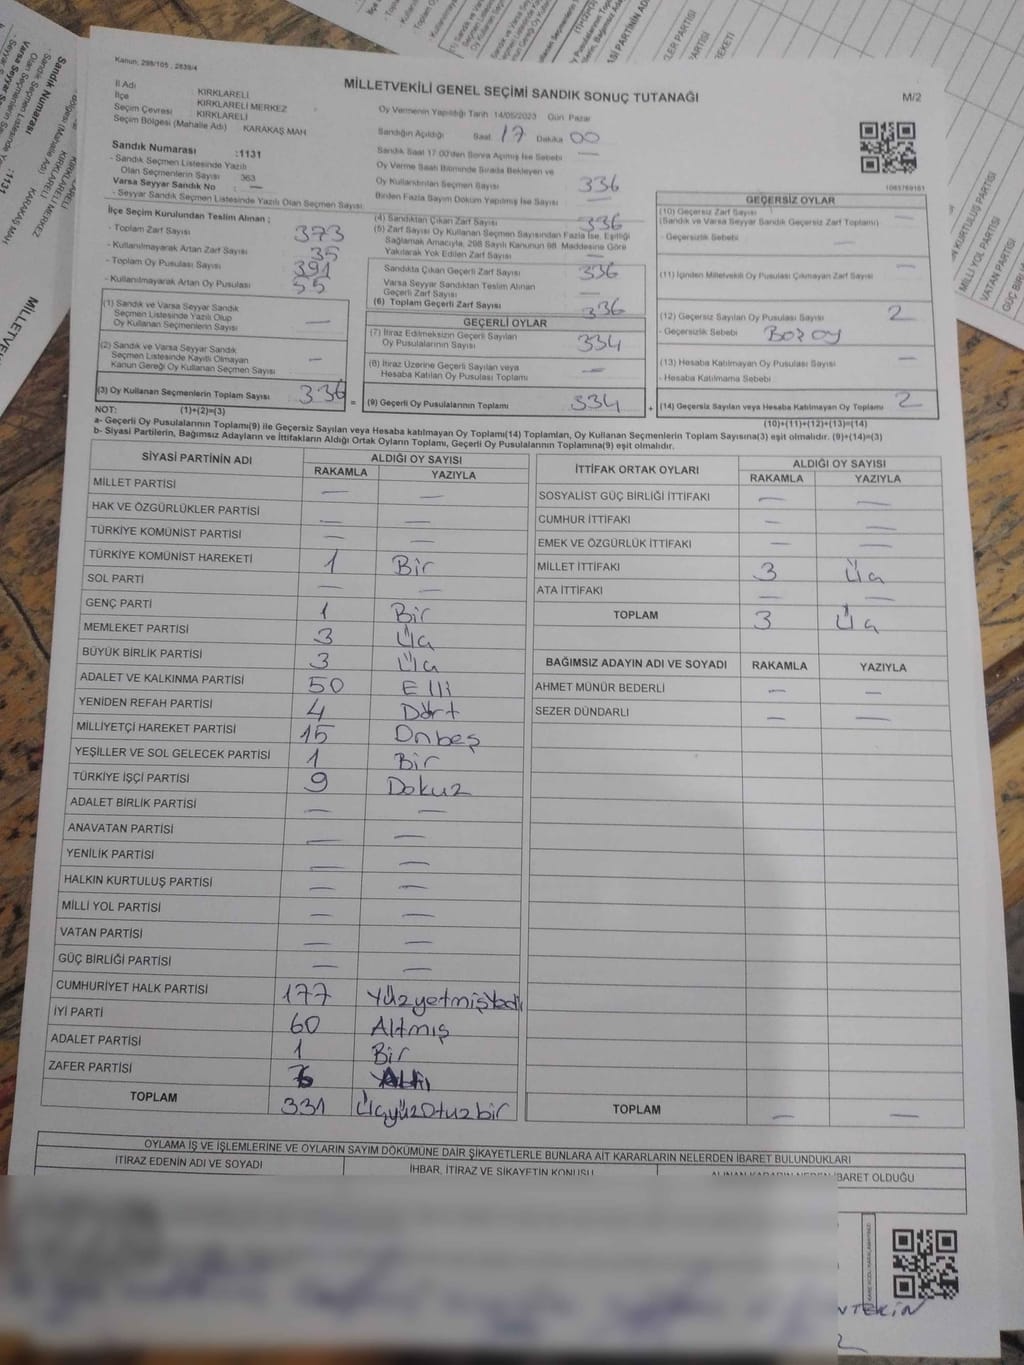 Kanun: 298/105 , 2839/4
MİLLETVEKİLİ GENEL SEÇİMİ SANDIK SONUÇ TUTANAĞI
M/2
İl Adı : KIRKLARELİ
İlçe : KIRKLARELİ MERKEZ
Seçim Çevresi : KIRKLARELİ
Seçim Bölgesi (Mahalle Adı) : KARAKAŞ MAH
Sandık Numarası :1131
- Sandık Seçmen Listesinde Yazılı
Olan Seçmenlerin Sayısı 363
Varsa Seyyar Sandık No : —
- Seyyar Sandık Seçmen Listesinde Yazılı Olan Seçmen Sayısı
Oy Vermenin Yapıldığı Tarih 14/05/2023 Gün Pazar
Sandığın Açıldığı Saat 17 Dakika 00
Sandık Saat 17:00'den Sonra Açılmış İse Sebebi —
Oy Verme Saati Bitiminde Sırada Bekleyen ve
Oy Kullandırılan Seçmen Sayısı 336
Birden Fazla Sayım Döküm Yapılmış İse Sayısı —
İlçe Seçim Kurulundan Teslim Alınan ;
- Toplam Zarf Sayısı 373
- Kullanılmayarak Artan Zarf Sayısı 35
- Toplam Oy Pusulası Sayısı 391
- Kullanılmayarak Artan Oy Pusulası 55
(1) Sandık ve Varsa Seyyar Sandık
Seçmen Listesinde Yazılı Olup
Oy Kullanan Seçmenlerin Sayısı —
(2) Sandık ve Varsa Seyyar Sandık
Seçmen Listesinde Kayıtlı Olmayan
Kanun Gereği Oy Kullanan Seçmen Sayısı —
(3) Oy Kullanan Seçmenlerin Toplam Sayısı 336 =
(4) Sandıktan Çıkan Zarf Sayısı 336
(5) Zarf Sayısı Oy Kullanan Seçmen Sayısından Fazla İse, Eşitliği
Sağlamak Amacıyla, 298 Sayılı Kanunun 98. Maddesine Göre
Yakılarak Yok Edilen Zarf Sayısı —
Sandıkta Çıkan Geçerli Zarf Sayısı 336
Varsa Seyyar Sandıktan Teslim Alınan
Geçerli Zarf Sayısı —
(6) Toplam Geçerli Zarf Sayısı 336
GEÇERLİ OYLAR
(7) İtiraz Edilmeksizin Geçerli Sayılan
Oy Pusulalarının Sayısı 334
(8) İtiraz Üzerine Geçerli Sayılan veya
Hesaba Katılan Oy Pusulası Toplamı —
(9) Geçerli Oy Pusulalarının Toplamı 334 +
1063769161
GEÇERSİZ OYLAR
(10) Geçersiz Zarf Sayısı —
(Sandık ve Varsa Seyyar Sandık Geçersiz Zarf Toplamı)
- Geçersizlik Sebebi —
(11) İçinden Milletvekili Oy Pusulası Çıkmayan Zarf Sayısı —
(12) Geçersiz Sayılan Oy Pusulası Sayısı 2
- Geçersizlik Sebebi BOZ OY
(13) Hesaba Katılmayan Oy Pusulası Sayısı —
- Hesaba Katılmama Sebebi
(14) Geçersiz Sayılan veya Hesaba Katılmayan Oy Toplamı 2
NOT: (1)+(2)=(3)
(10)+(11)+(12)+(13)=(14)
a- Geçerli Oy Pusulalarının Toplamı(9) ile Geçersiz Sayılan veya Hesaba katılmayan Oy Toplamı(14) Toplamları, Oy Kullanan Seçmenlerin Toplam Sayısına(3) eşit olmalıdır. (9)+(14)=(3)
b- Siyasi Partilerin, Bağımsız Adayların ve İttifakların Aldığı Ortak Oyların Toplamı, Geçerli Oy Pusulalarının Toplamına(9) eşit olmalıdır.
SİYASİ PARTİNİN ADI ALDIĞI OY SAYISI
RAKAMLA YAZIYLA
MİLLET PARTİSİ — —
HAK VE ÖZGÜRLÜKLER PARTİSİ — —
TÜRKİYE KOMÜNİST PARTİSİ — —
TÜRKİYE KOMÜNİST HAREKETİ 1 Bir
SOL PARTİ — —
GENÇ PARTİ 1 Bir
MEMLEKET PARTİSİ 3 Üç
BÜYÜK BİRLİK PARTİSİ 3 Üç
ADALET VE KALKINMA PARTİSİ 50 Elli
YENİDEN REFAH PARTİSİ 4 Dört
MİLLİYETÇİ HAREKET PARTİSİ 15 Onbeş
YEŞİLLER VE SOL GELECEK PARTİSİ 1 Bir
TÜRKİYE İŞÇİ PARTİSİ 9 Dokuz
ADALET BİRLİK PARTİSİ — —
ANAVATAN PARTİSİ — —
YENİLİK PARTİSİ — —
HALKIN KURTULUŞ PARTİSİ — —
MİLLİ YOL PARTİSİ — —
VATAN PARTİSİ — —
GÜÇ BİRLİĞİ PARTİSİ — —
CUMHURİYET HALK PARTİSİ 177 Yüzyetmişyedi
İYİ PARTİ 60 Altmış
ADALET PARTİSİ 1 Bir
ZAFER PARTİSİ 6 Altı
TOPLAM 331 Üçyüzotuzbir
İTTİFAK ORTAK OYLARI ALDIĞI OY SAYISI
RAKAMLA YAZIYLA
SOSYALİST GÜÇ BİRLİĞİ İTTİFAKI — —
CUMHUR İTTİFAKI — —
EMEK VE ÖZGÜRLÜK İTTİFAKI — —
MİLLET İTTİFAKI 3 Üç
ATA İTTİFAKI — —
TOPLAM 3 Üç
BAĞIMSIZ ADAYIN ADI VE SOYADI RAKAMLA YAZIYLA
AHMET MÜNÜR BEDERLİ — —
SEZER DÜNDARLI — —
TOPLAM — —
OYLAMA İŞ VE İŞLEMLERİNE VE OYLARIN SAYIM DÖKÜMÜNE DAİR ŞİKAYETLERLE BUNLARA AİT KARARLARIN NELERDEN İBARET BULUNDUKLARI
İTİRAZ EDENİN ADI VE SOYADI
İHBAR, İTİRAZ VE ŞİKAYETİN KONUSU
ALINAN KARARIN NEDEN İBARET OLDUĞU
NTEKİN